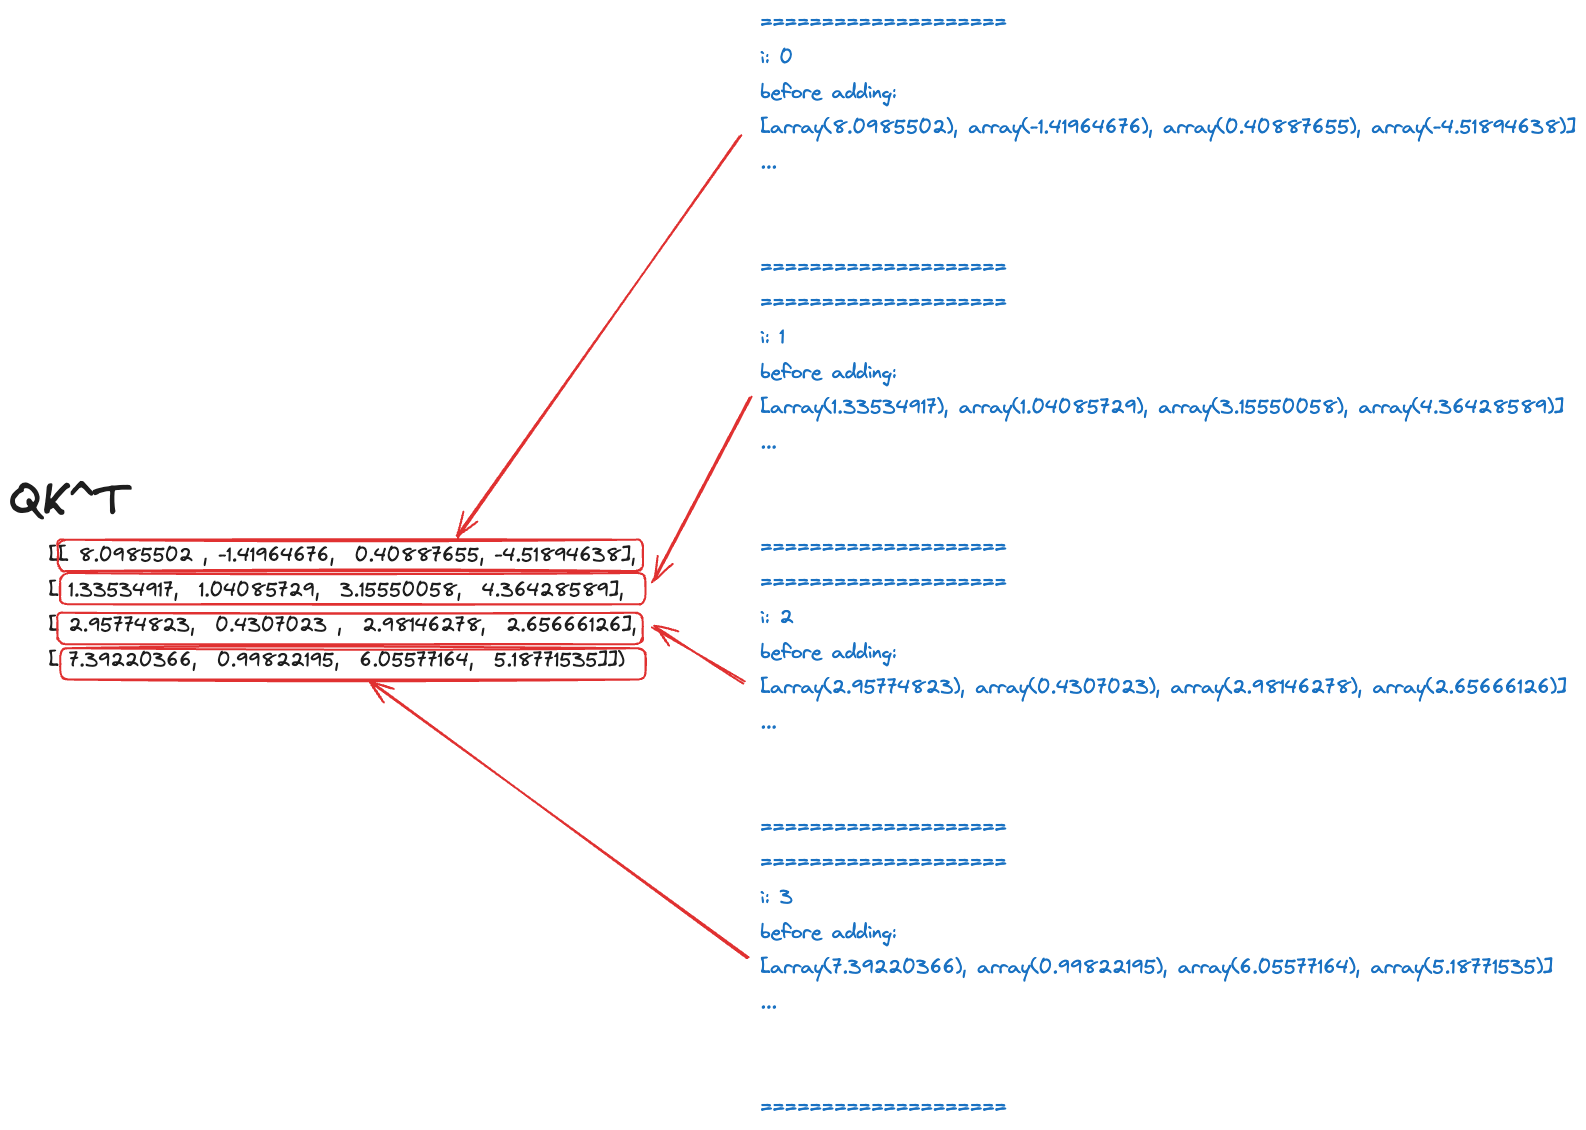 ====================
i: 0
before adding:
[array(8.0985502), array(-1.41964676), array(0.40887655), array(-4.51894638)]
...
====================
====================
i: 1
before adding:
[array(1.33534917), array(1.04085729), array(3.15550058), array(4.36428589)]
...
QK^T
[[ 8.0985502 , -1.41964676, 0.40887655, -4.51894638],
[ 1.33534917, 1.04085729, 3.15550058, 4.36428589],
[ 2.95774823, 0.4307023 , 2.98146278, 2.65666126],
[ 7.39220366, 0.99822195, 6.05577164, 5.18771535]])
====================
====================
i: 2
before adding:
[array(2.95774823), array(0.4307023), array(2.98146278), array(2.65666126)]
...
====================
====================
i: 3
before adding:
[array(7.39220366), array(0.99822195), array(6.05577164), array(5.18771535)]
...
====================